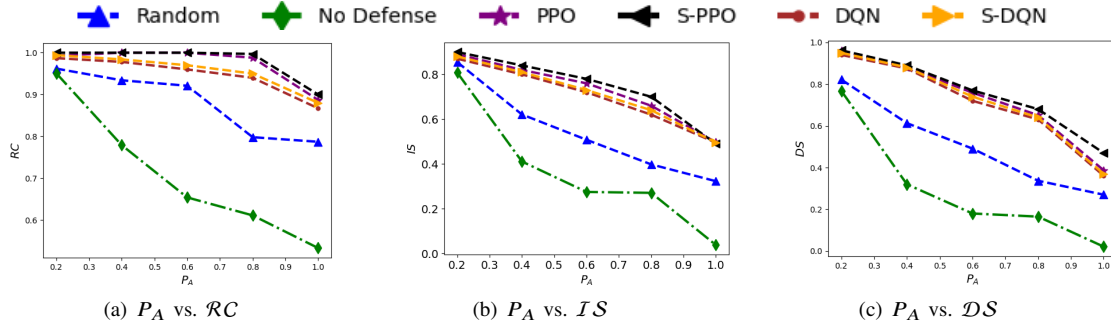 Random No Defense PPO S-PPO DQN S-DQN
1.0
0.9
0.8
0.7
0.6
RC
0.2 0.3 0.4 0.5 0.6 0.7 0.8 0.9 1.0
P_A
(a) P_A vs. RC
0.8
0.6
0.4
0.2
0.0
IS
0.2 0.3 0.4 0.5 0.6 0.7 0.8 0.9 1.0
P_A
(b) P_A vs. IS
1.0
0.8
0.6
0.4
0.2
0.0
DS
0.2 0.3 0.4 0.5 0.6 0.7 0.8 0.9 1.0
P_A
(c) P_A vs. DS